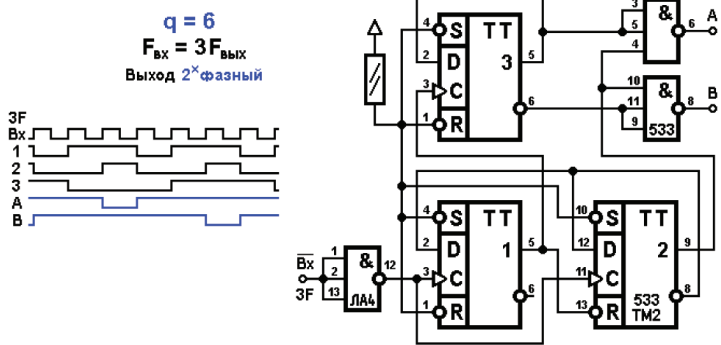 q = 6
Fвх = 3Fвых
Выход 2ˣфазный
3F
Вх
1
2
3
A
B
4 S TT
2 D 3 5
3 C
6
1 R
3 & 6 A
5
4
10 & B
11 8
9 533
4 S TT
2 D 1 5
3 C
6
1 R
10 S TT
12 D 2 9
11 C
533 8
13 R TM2
Вх
3F
1 & 12
2
13 ЛА4